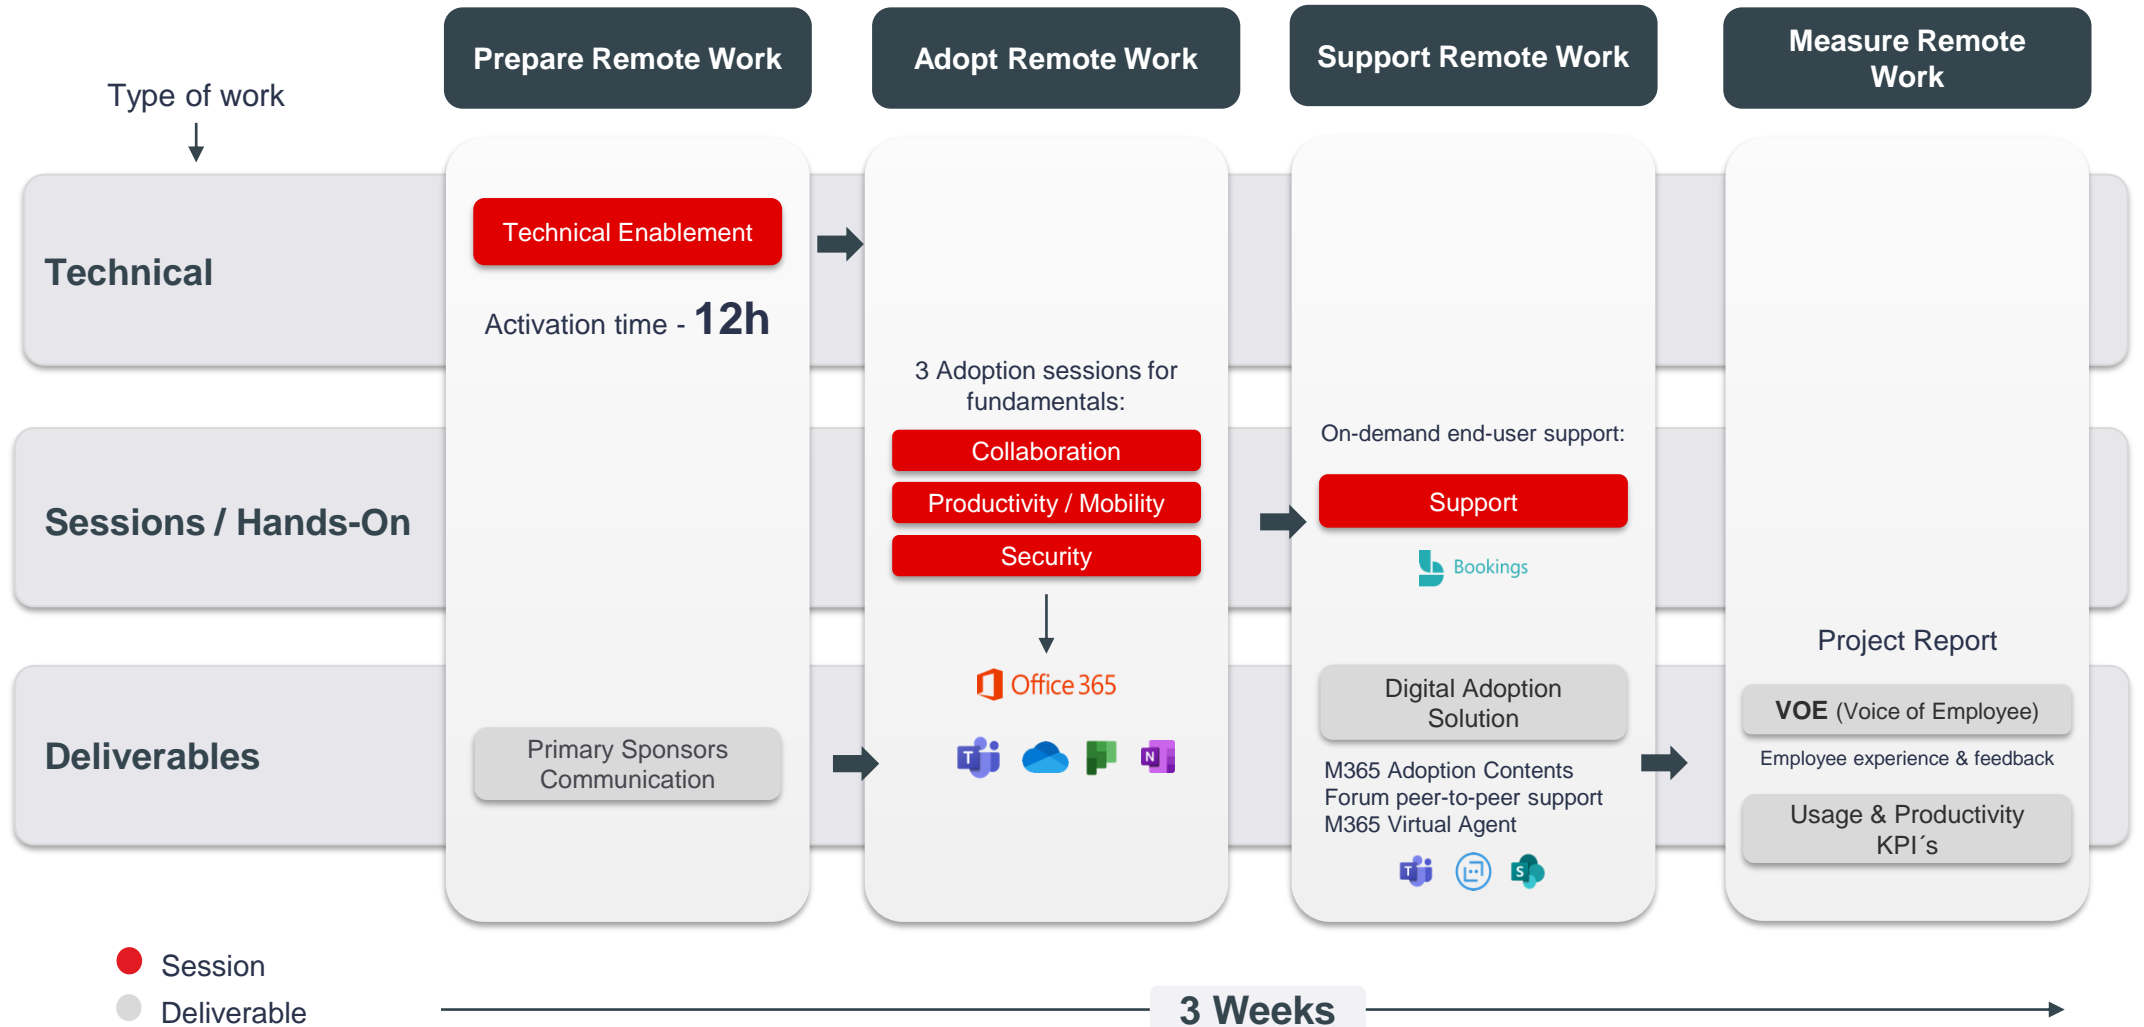 Prepare Remote Work
Adopt Remote Work
Support Remote Work
Measure Remote
Work
Type of work
Technical
Technical Enablement
Activation time - 12h
3 Adoption sessions for
fundamentals:
Collaboration
Productivity / Mobility
Security
On-demand end-user support:
Support
Bookings
Sessions / Hands-On
Project Report
Deliverables
Primary Sponsors
Communication
Office 365
T
N
Digital Adoption
Solution
M365 Adoption Contents
Forum peer-to-peer support
M365 Virtual Agent
T
S
VOE (Voice of Employee)
Employee experience & feedback
Usage & Productivity
KPI´s
Session
Deliverable
3 Weeks